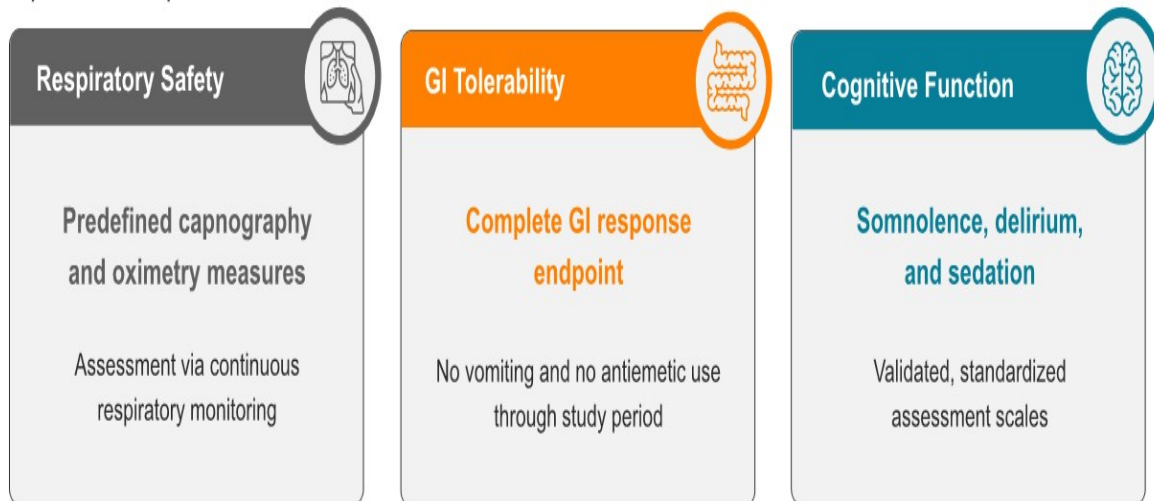 Respiratory Safety
Predefined capnography
and oximetry measures
Assessment via continuous
respiratory monitoring
GI Tolerability
Complete GI response
endpoint
No vomiting and no antiemetic use
through study period
Cognitive Function
Somnolence, delirium,
and sedation
Validated, standardized
assessment scales